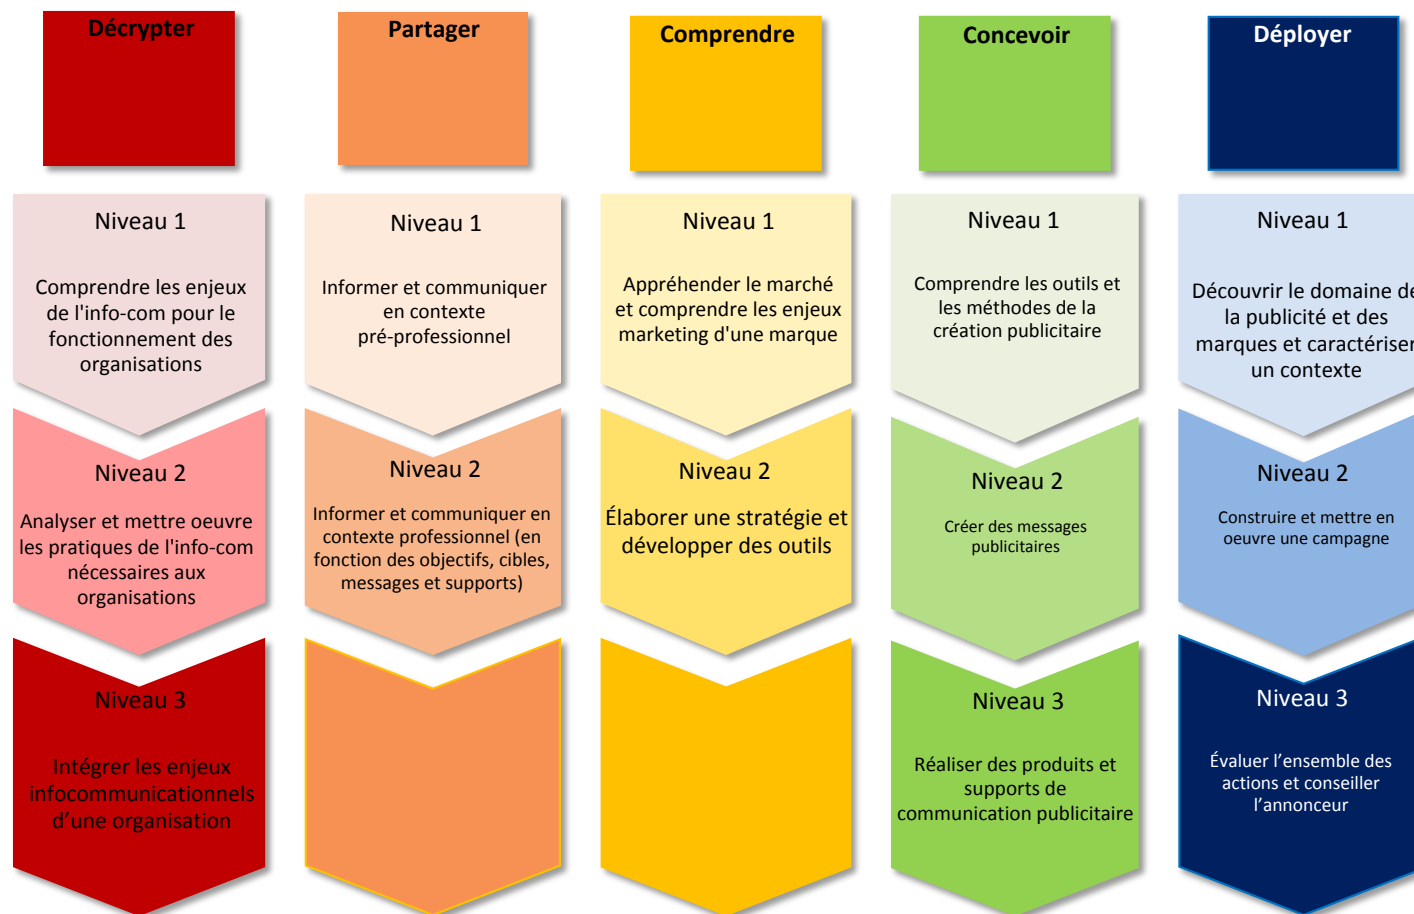 Décrypter
Partager
Comprendre
Concevoir
Déployer
Niveau 1
Comprendre les enjeux
de l'info-com pour le
fonctionnement des
organisations
Niveau 1
Informer et communiquer
en contexte
pré-professionnel
Niveau 1
Appréhender le marché
et comprendre les enjeux
marketing d'une marque
Niveau 1
Comprendre les outils et
les méthodes de la
création publicitaire
Niveau 1
Découvrir le domaine de
la publicité et des
marques et caractériser
un contexte
Niveau 2
Analyser et mettre oeuvre
les pratiques de l'info-com
nécessaires aux
organisations
Niveau 2
Informer et communiquer en
contexte professionnel (en
fonction des objectifs, cibles,
messages et supports)
Niveau 2
Élaborer une stratégie et
développer des outils
Niveau 2
Créer des messages
publicitaires
Niveau 2
Construire et mettre en
oeuvre une campagne
Niveau 3
Intégrer les enjeux
infocommunicationnels
d’une organisation
Niveau 3
Réaliser des produits et
supports de
communication publicitaire
Niveau 3
Évaluer l’ensemble des
actions et conseiller
l’annonceur